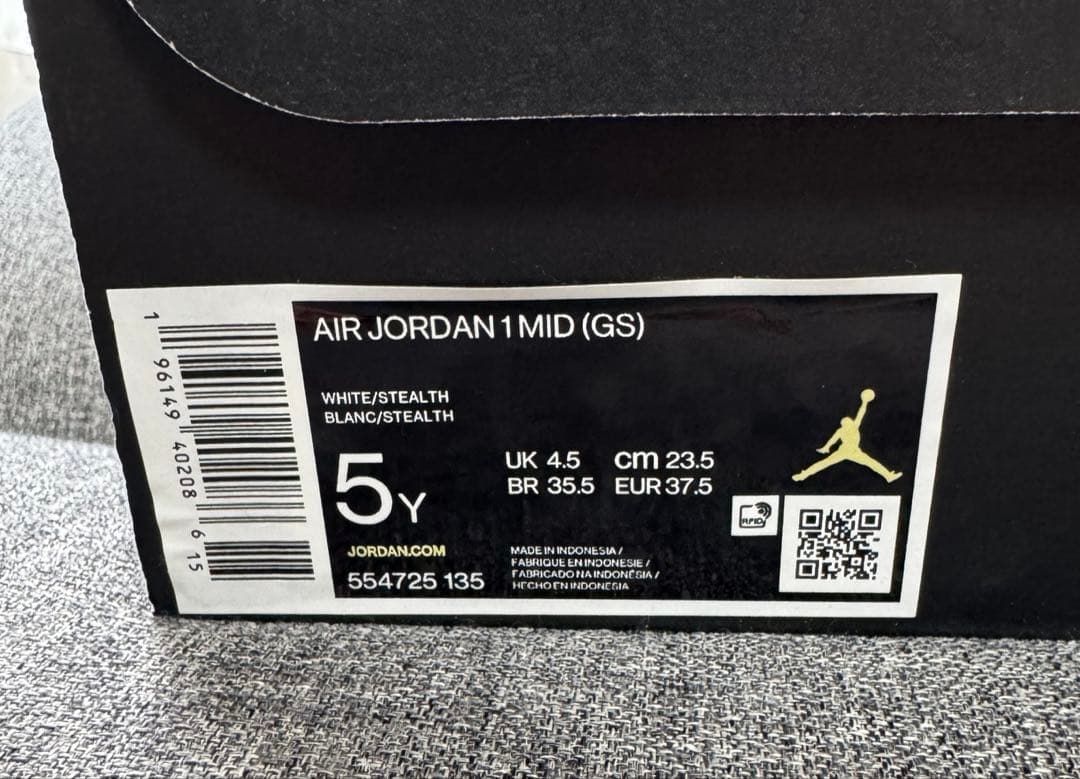 AIR JORDAN 1 MID (GS)
WHITE/STEALTH
BLANC/STEALTH
5Y
UK 4.5 cm 23.5
BR 35.5 EUR 37.5
RFID
JORDAN.COM
554725 135
MADE IN INDONESIA /
FABRIQUE EN INDONESIE /
FABRICADO NA INDONÉSIA /
HECHO EN INDONESIA
1 96149 40208 6 15